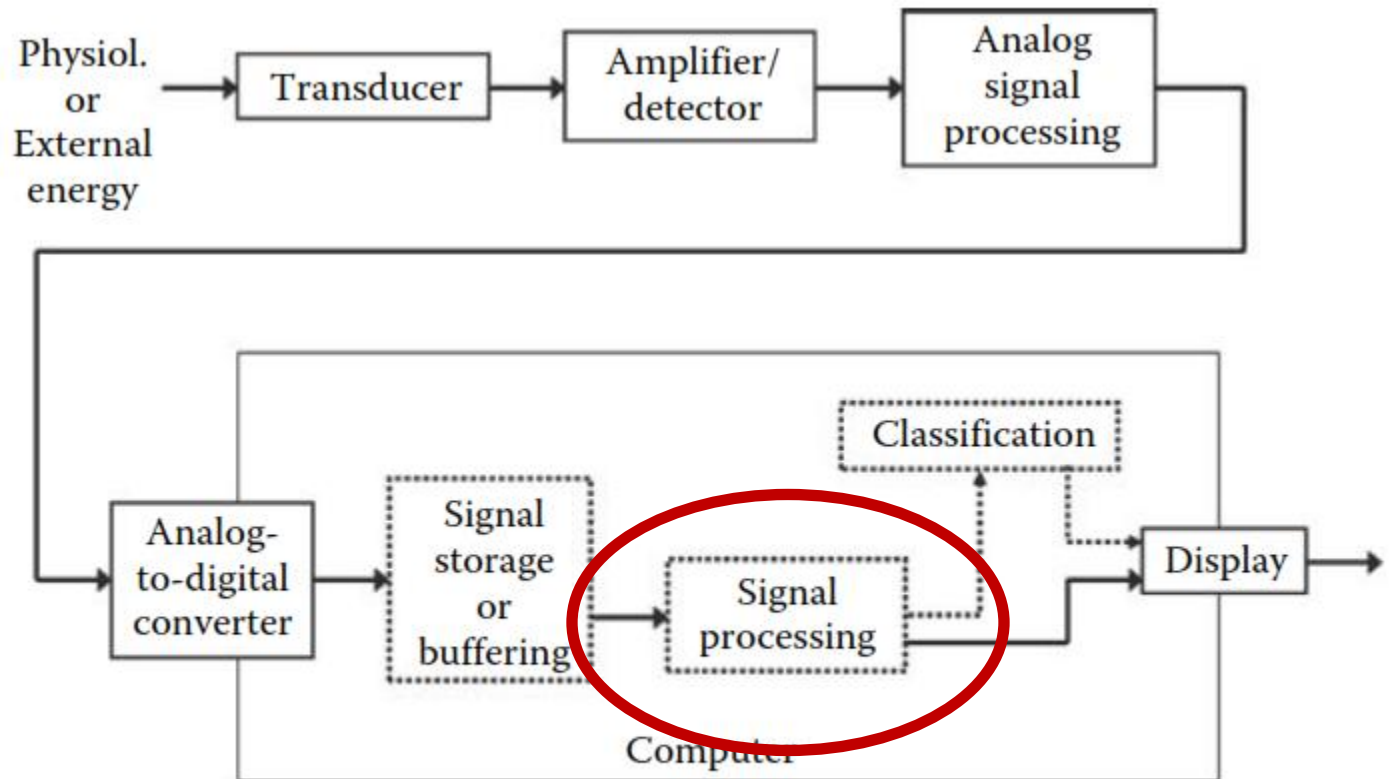 Physiol.
or
External
energy
Transducer
Amplifier/
detector
Analog
signal
processing
Analog-
to-digital
converter
Signal
storage
or
buffering
Signal
processing
Classification
Display
Computer